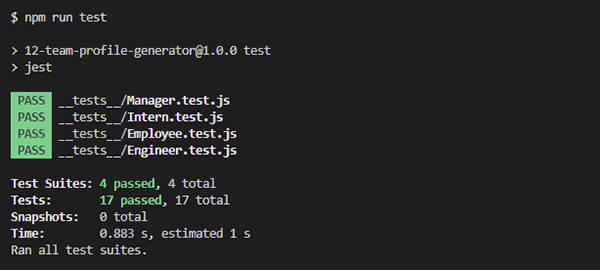 $ npm run test
> 12-team-profile-generator@1.0.0 test
> jest
PASS __tests__/Manager.test.js
PASS __tests__/Intern.test.js
PASS __tests__/Employee.test.js
PASS __tests__/Engineer.test.js
Test Suites: 4 passed, 4 total
Tests: 17 passed, 17 total
Snapshots: 0 total
Time: 0.883 s, estimated 1 s
Ran all test suites.